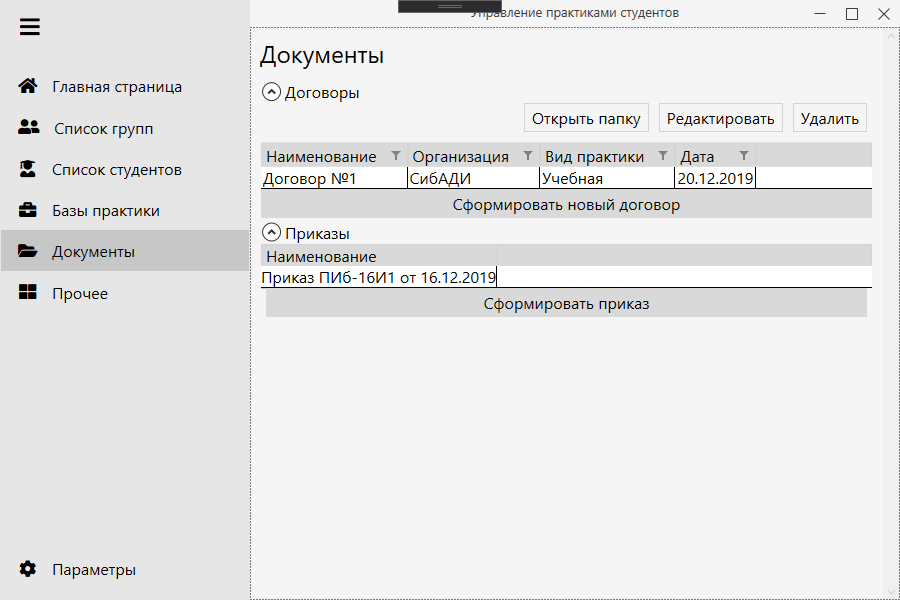 Управление практиками студентов
Главная страница
Список групп
Список студентов
Базы практики
Документы
Прочее
Параметры
Документы
Договоры
Открыть папку Редактировать Удалить
Наименование Организация Вид практики Дата
Договор №1 СибАДИ Учебная 20.12.2019
Сформировать новый договор
Приказы
Наименование
Приказ ПИб-16И1 от 16.12.2019
Сформировать приказ